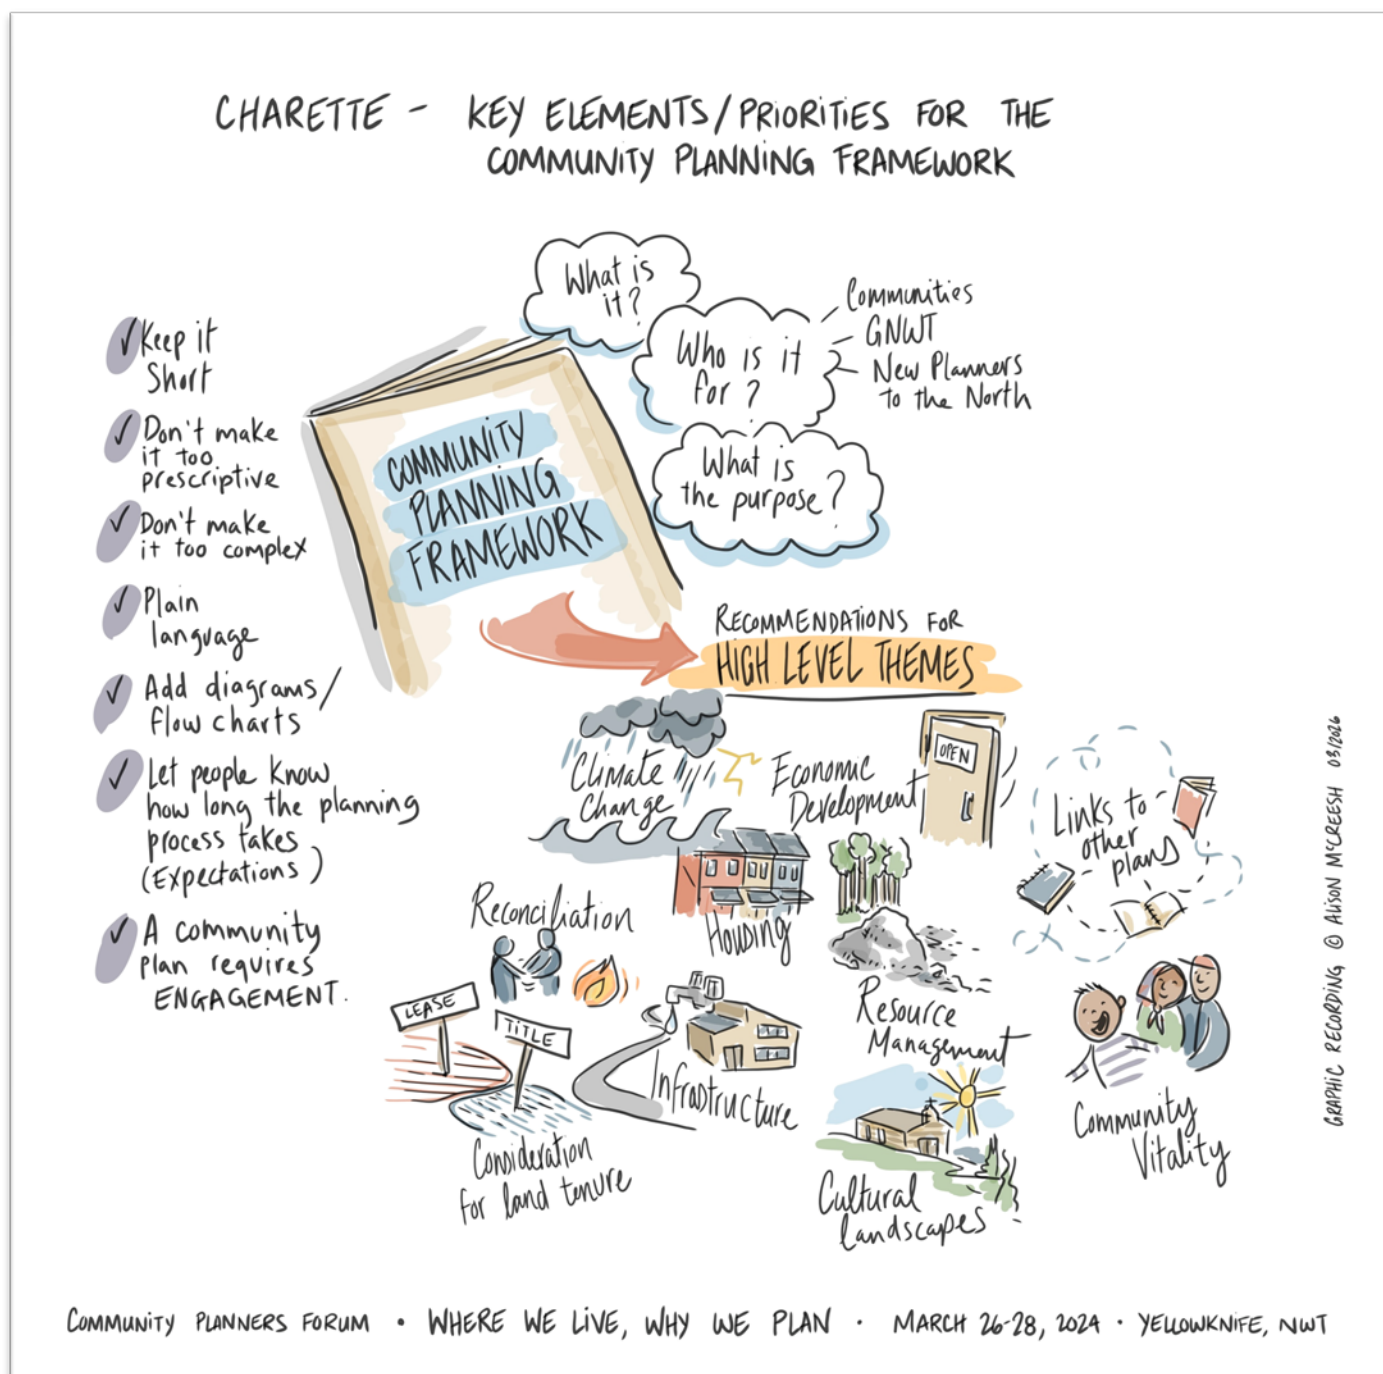 CHARETTE - KEY ELEMENTS/PRIORITIES FOR THE
COMMUNITY PLANNING FRAMEWORK
✓ Keep it
Short
✓ Don't make
it too
prescriptive
✓ Don't make
it too complex
✓ Plain
language
✓ Add diagrams/
flow charts
✓ Let people know
how long the planning
process takes
(Expectations)
✓ A community
plan requires
ENGAGEMENT.
COMMUNITY
PLANNING
FRAMEWORK
What is
it?
Who is it
for?
Communities
GNWT
New Planners
to the North
What is
the purpose?
RECOMMENDATIONS FOR
HIGH LEVEL THEMES
Climate
Change
Economic
Development
OPEN
Links to
other
plans
Housing
Reconciliation
Resource
Management
LEASE
TITLE
Infrastructure
Consideration
for land tenure
Cultural
landscapes
Community
Vitality
GRAPHIC RECORDING © ALISON MCCREESH 03/2026
COMMUNITY PLANNERS FORUM • WHERE WE LIVE, WHY WE PLAN • MARCH 26-28, 2024 • YELLOWKNIFE, NWT